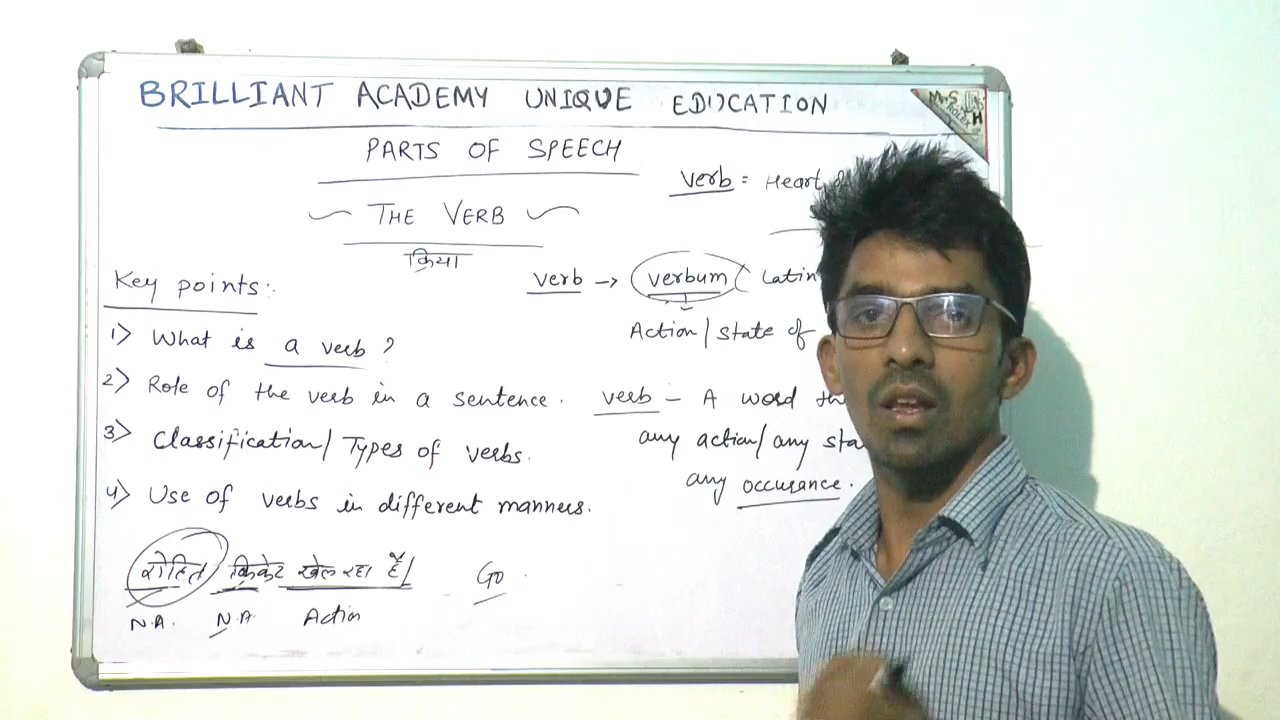 BRILLIANT ACADEMY UNIQUE EDUCATION
PARTS OF SPEECH
verb = Heart
~ THE VERB ~
क्रिया
verb → verbum ( Latin
Action / state of
Key points:
1) What is a verb ?
2) Role of the verb in a sentence.
verb – A word
any action/ any sta
any occurance.
3) Classification/ Types of verbs.
4) Use of verbs in different manners.
रोहित क्रिकेट खेल रहा है।
Go
N.A. N.A. Action